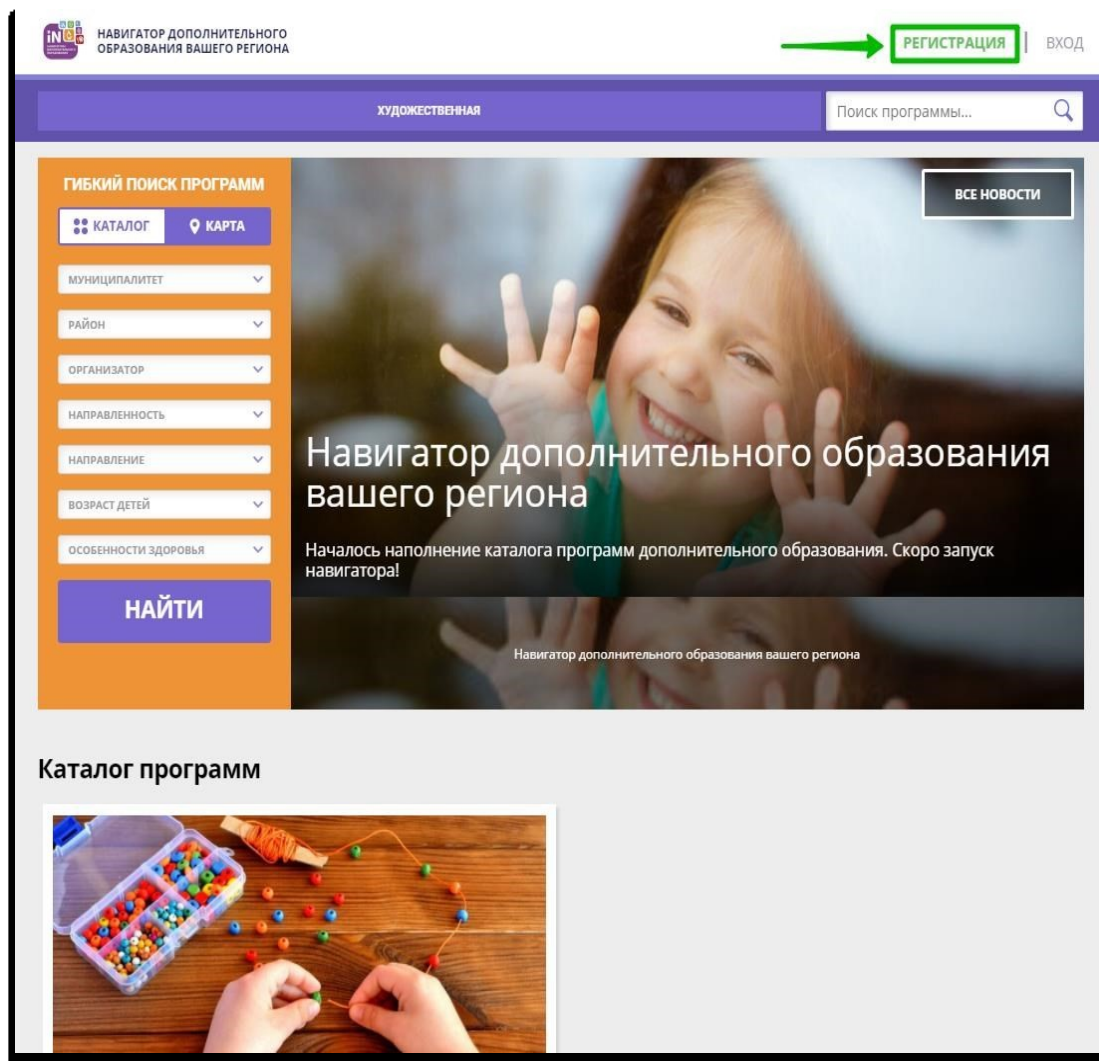 iN
НАВИГАТОР ДОПОЛНИТЕЛЬНОГО
ОБРАЗОВАНИЯ ВАШЕГО РЕГИОНА
РЕГИСТРАЦИЯ | ВХОД
ХУДОЖЕСТВЕННАЯ
Поиск программы...
ГИБКИЙ ПОИСК ПРОГРАММ
КАТАЛОГ
КАРТА
МУНИЦИПАЛИТЕТ
РАЙОН
ОРГАНИЗАТОР
НАПРАВЛЕННОСТЬ
НАПРАВЛЕНИЕ
ВОЗРАСТ ДЕТЕЙ
ОСОБЕННОСТИ ЗДОРОВЬЯ
НАЙТИ
ВСЕ НОВОСТИ
Навигатор дополнительного образования
вашего региона
Началось наполнение каталога программ дополнительного образования. Скоро запуск
навигатора!
Навигатор дополнительного образования вашего региона
Каталог программ